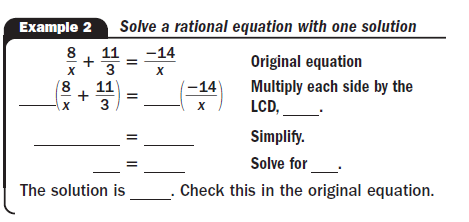 Example 2 Solve a rational equation with one solution
8/x + 11/3 = -14/x Original equation
___(8/x + 11/3) = ___(-14/x) Multiply each side by the
LCD, ___.
___ = ___ Simplify.
___ = ___ Solve for ___.
The solution is ___. Check this in the original equation.